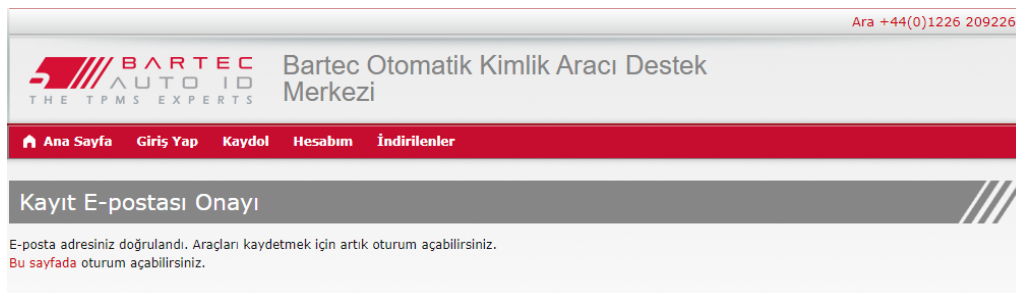 Ara +44(0)1226 209226
BARTEC
AUTO ID
THE TPMS EXPERTS
Bartec Otomatik Kimlik Aracı Destek
Merkezi
Ana Sayfa Giriş Yap Kaydol Hesabım İndirilenler
Kayıt E-postası Onayı
E-posta adresiniz doğrulandı. Araçları kaydetmek için artık oturum açabilirsiniz.
Bu sayfada oturum açabilirsiniz.